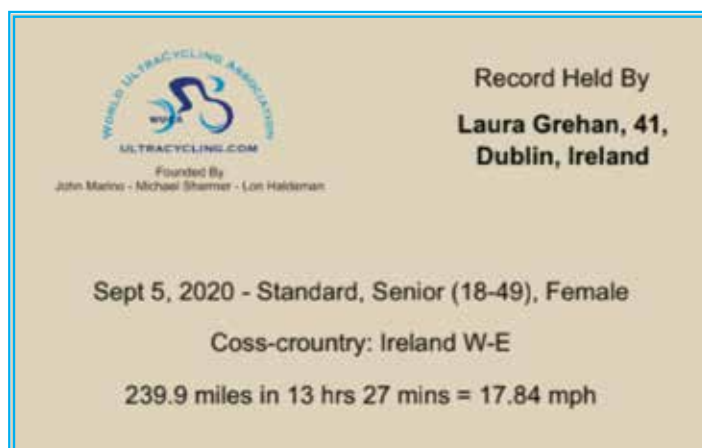 WORLD ULTRACYCLING ASSOCIATION
ULTRACYCLING.COM
Founded By
John Marino - Michael Shermer - Lon Haldeman
Record Held By
Laura Grehan, 41,
Dublin, Ireland
Sept 5, 2020 - Standard, Senior (18-49), Female
Coss-crountry: Ireland W-E
239.9 miles in 13 hrs 27 mins = 17.84 mph